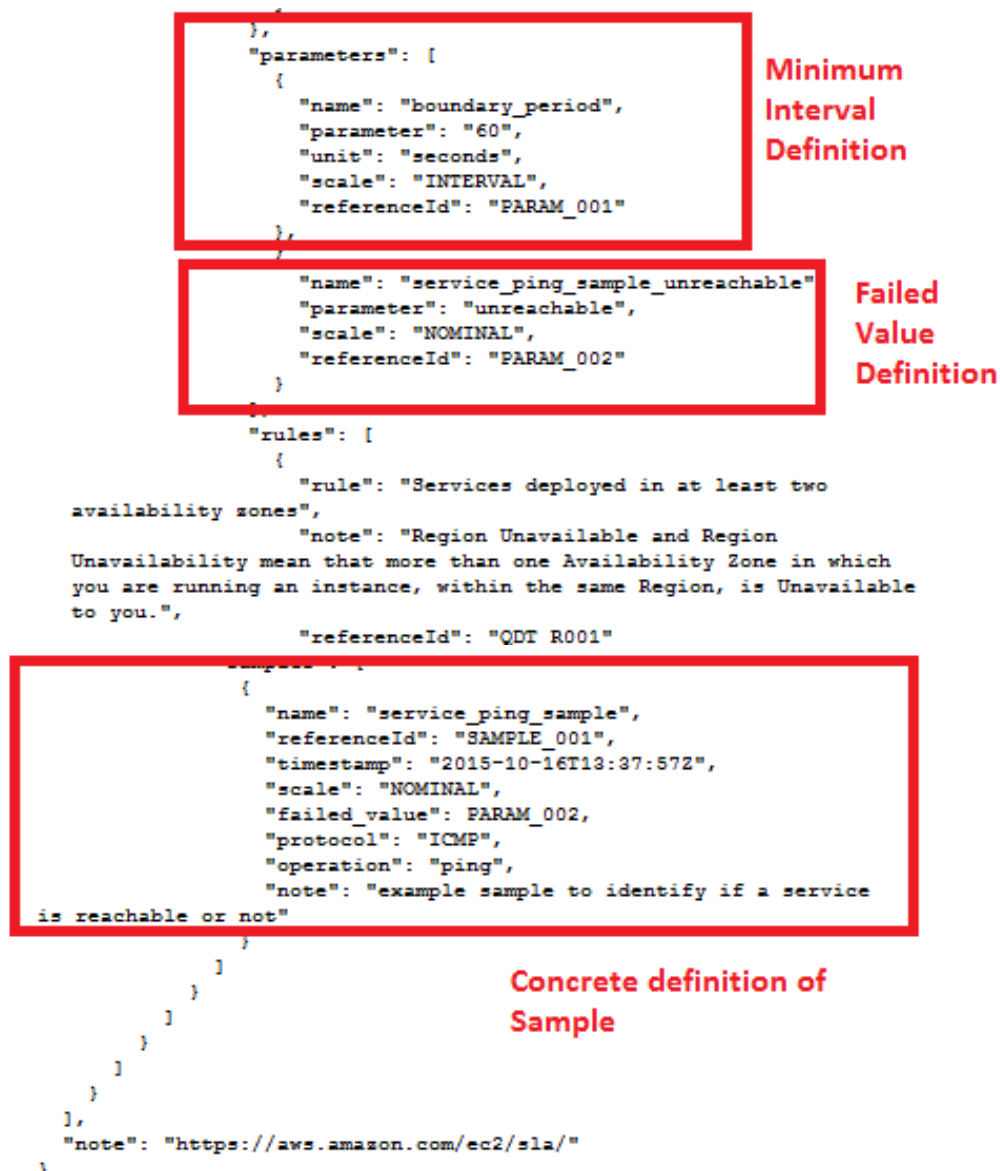 },
"parameters": [
{
"name": "boundary_period",
"parameter": "60",
"unit": "seconds",
"scale": "INTERVAL",
"referenceId": "PARAM_001"
},
Minimum
Interval
Definition
"name": "service_ping_sample_unreachable"
"parameter": "unreachable",
"scale": "NOMINAL",
"referenceId": "PARAM_002"
}
Failed
Value
Definition
"rules": [
{
"rule": "Services deployed in at least two
availability zones",
"note": "Region Unavailable and Region
Unavailability mean that more than one Availability Zone in which
you are running an instance, within the same Region, is Unavailable
to you.",
"referenceId": "QDT R001"
{
"name": "service_ping_sample",
"referenceId": "SAMPLE_001",
"timestamp": "2015-10-16T13:37:57Z",
"scale": "NOMINAL",
"failed_value": PARAM_002,
"protocol": "ICMP",
"operation": "ping",
"note": "example sample to identify if a service
is reachable or not"
}
]
}
]
}
]
}
],
Concrete definition of
Sample
"note": "https://aws.amazon.com/ec2/sla/"
}